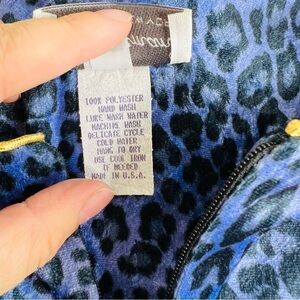 100% POLYESTER
HAND WASH
LUKE WARM WATER
MACHINE WASH
DELICATE CYCLE
COLD WATER
HANG TO DRY
USE COOL IRON
IF NEEDED
MADE IN U.S.A.